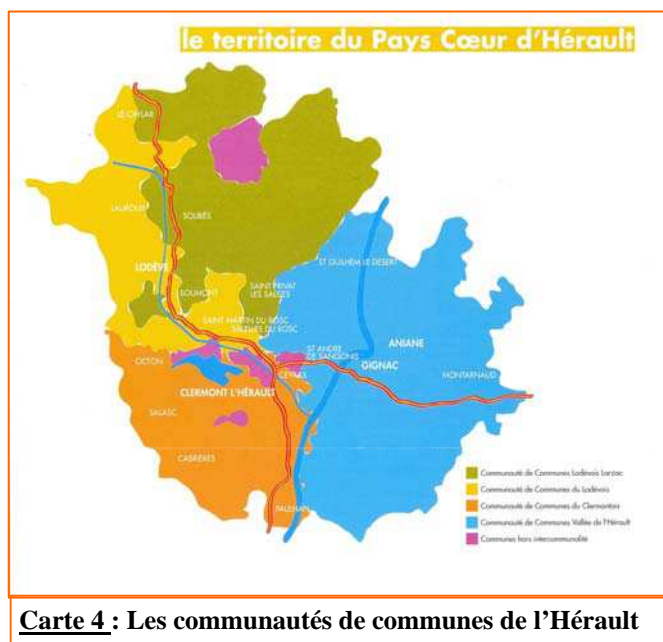 le territoire du Pays Cœur d'Hérault
LE CAYLAR
LAUROUX
SOUBÈS
ST GUILHEM LE DESERT
LODÈVE
SOUMONT
SAINT PRIVAT
LES SALCES
SAINT MARTIN DU BOSC
SALELLES DU BOSC
ANIANE
ST ANDRE
DE SANGONIS
OCTON
CEYRAS
GIGNAC
MONTARNAUD
CLERMONT L'HÉRAULT
SALASC
CABRIÈRES
PAULHAN
Communauté de Communes Lodévois Larzac
Communauté de Communes du Lodévois
Communauté de Communes du Clermontais
Communauté de Communes Vallée de l'Hérault
Communes hors intercommunalité
Carte 4 : Les communautés de communes de l'Hérault